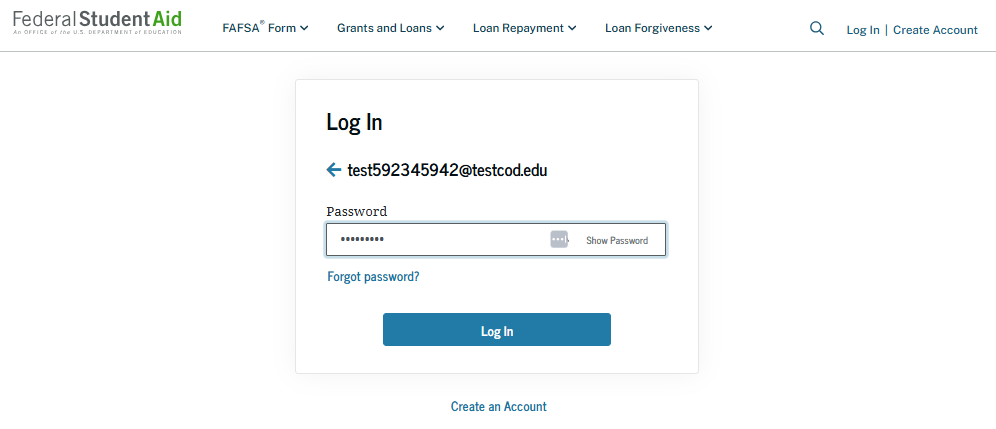 Federal Student Aid
An OFFICE of the U.S. DEPARTMENT of EDUCATION
FAFSA® Form
Grants and Loans
Loan Repayment
Loan Forgiveness
Log In | Create Account
Log In
test592345942@testcod.edu
Password
•••••••••
Show Password
Forgot password?
Log In
Create an Account